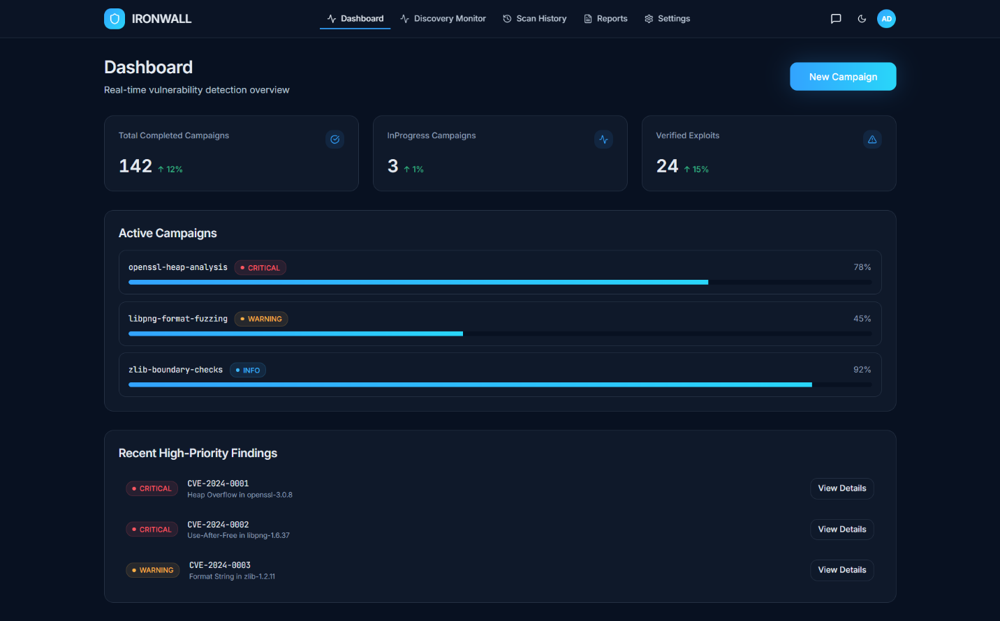 IRONWALL
Dashboard
Discovery Monitor
Scan History
Reports
Settings
AD
Dashboard
Real-time vulnerability detection overview
New Campaign
Total Completed Campaigns
142 ↑ 12%
InProgress Campaigns
3 ↑ 1%
Verified Exploits
24 ↑ 15%
Active Campaigns
openssl-heap-analysis CRITICAL 78%
libpng-format-fuzzing WARNING 45%
zlib-boundary-checks INFO 92%
Recent High-Priority Findings
CRITICAL
CVE-2024-0001
Heap Overflow in openssl-3.0.8
View Details
CRITICAL
CVE-2024-0002
Use-After-Free in libpng-1.6.37
View Details
WARNING
CVE-2024-0003
Format String in zlib-1.2.11
View Details